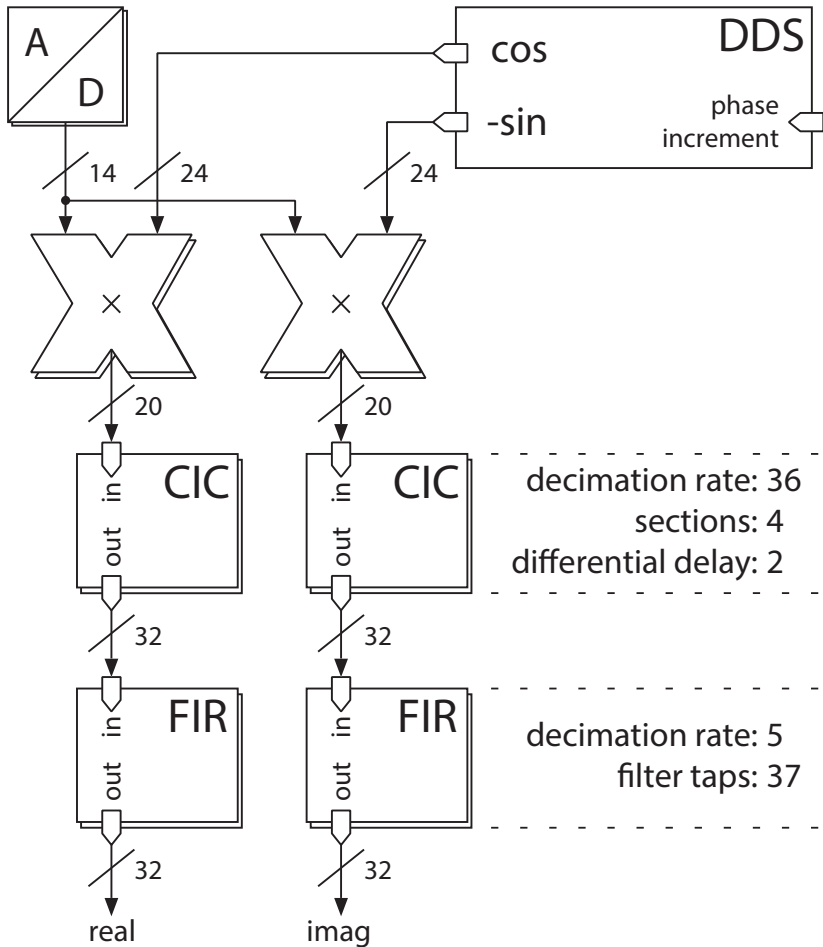 A
D
DDS
cos
-sin
phase
increment
14
24
24
×
×
20
20
CIC
in
out
CIC
in
out
decimation rate: 36
sections: 4
differential delay: 2
32
32
FIR
in
out
FIR
in
out
decimation rate: 5
filter taps: 37
32
32
real
imag